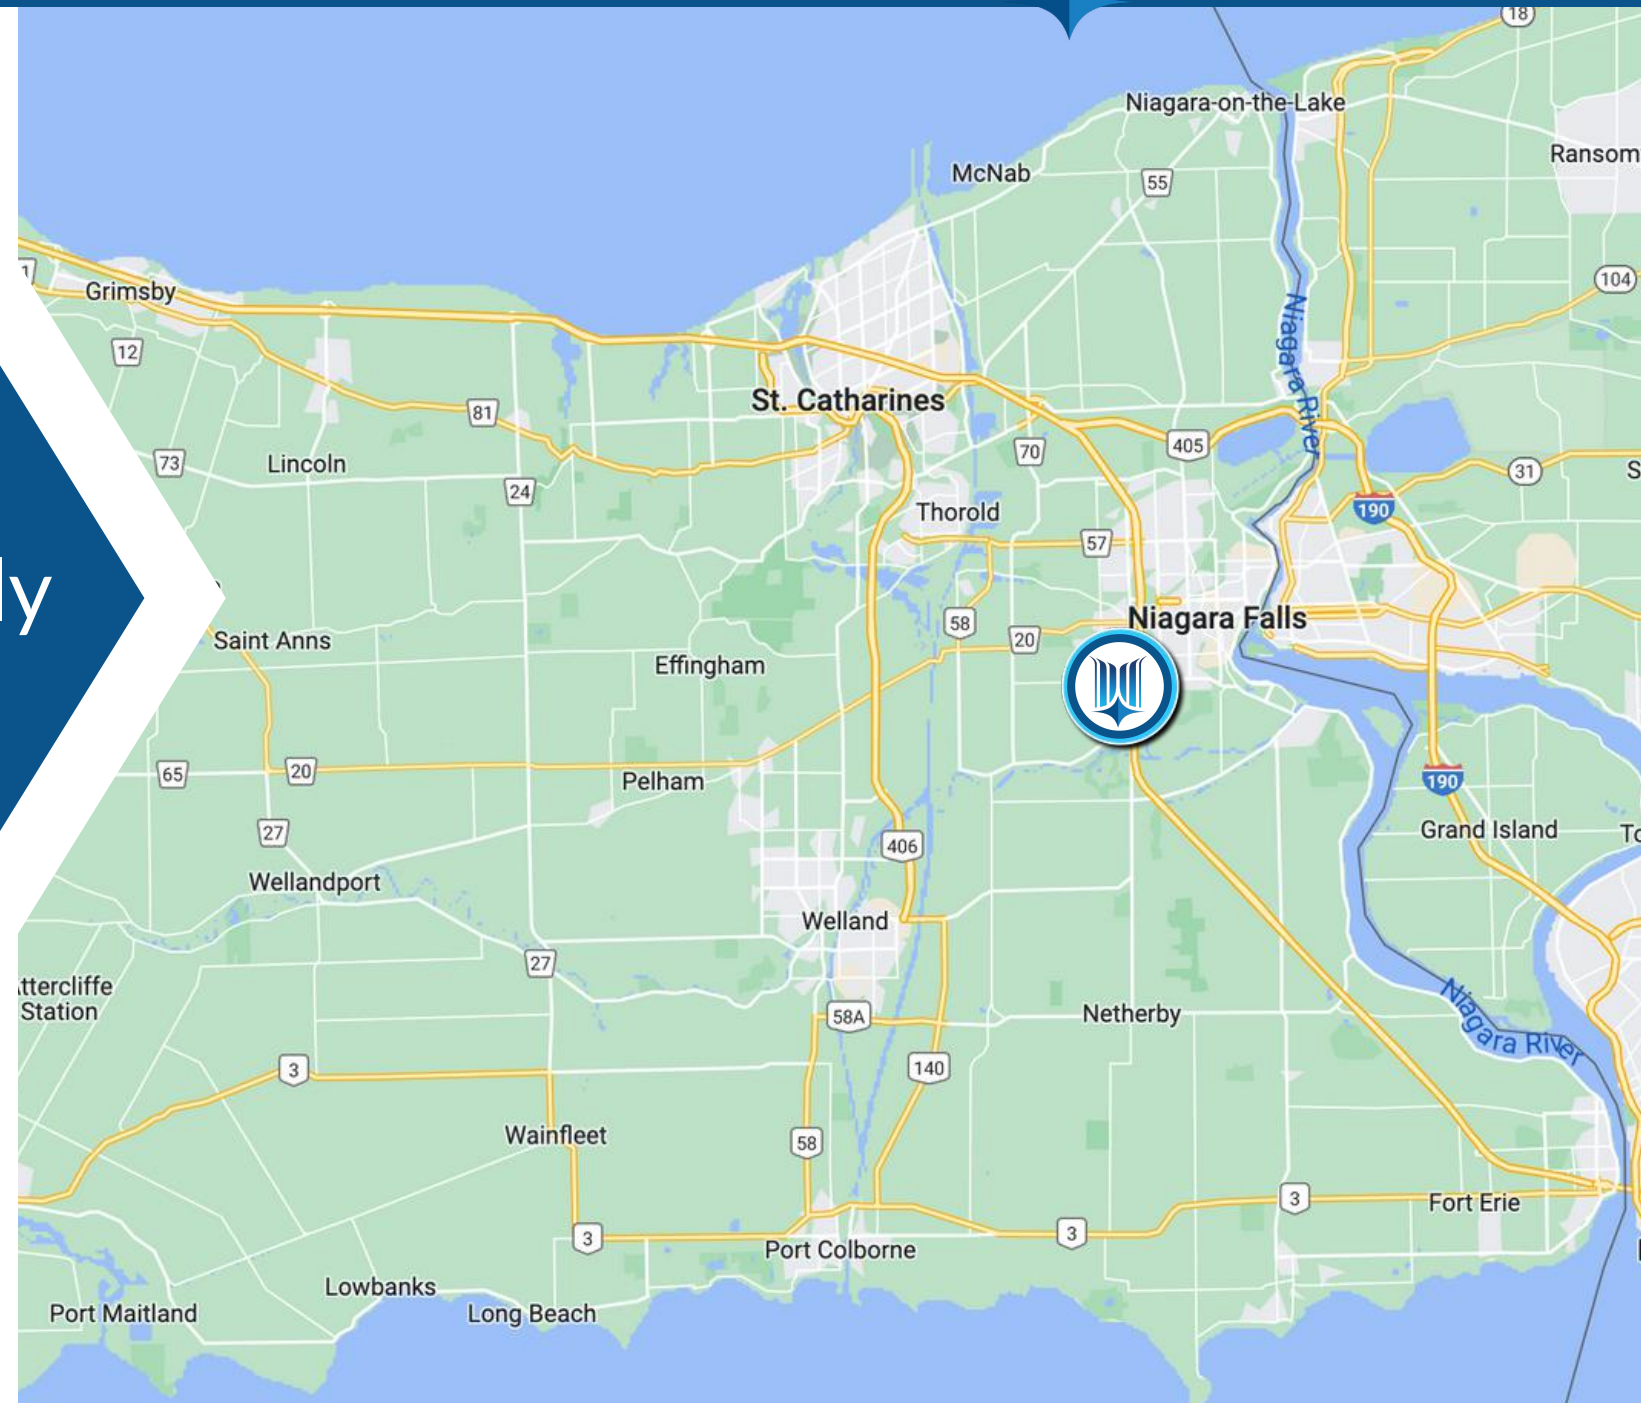 18
Niagara-on-the-Lake
Ransom
McNab
55
1
104
Grimsby
Niagara River
12
St. Catharines
81
405
70
73
Lincoln
31
S
24
190
Thorold
57
ly
Niagara Falls
58
20
Saint Anns
Effingham
65
20
Pelham
190
27
Grand Island
To
406
Wellandport
Welland
27
ttercliffe
Station
58A
Netherby
Niagara River
3
140
Wainfleet
58
3
Fort Erie
3
3
Port Colborne
Lowbanks
Port Maitland
Long Beach